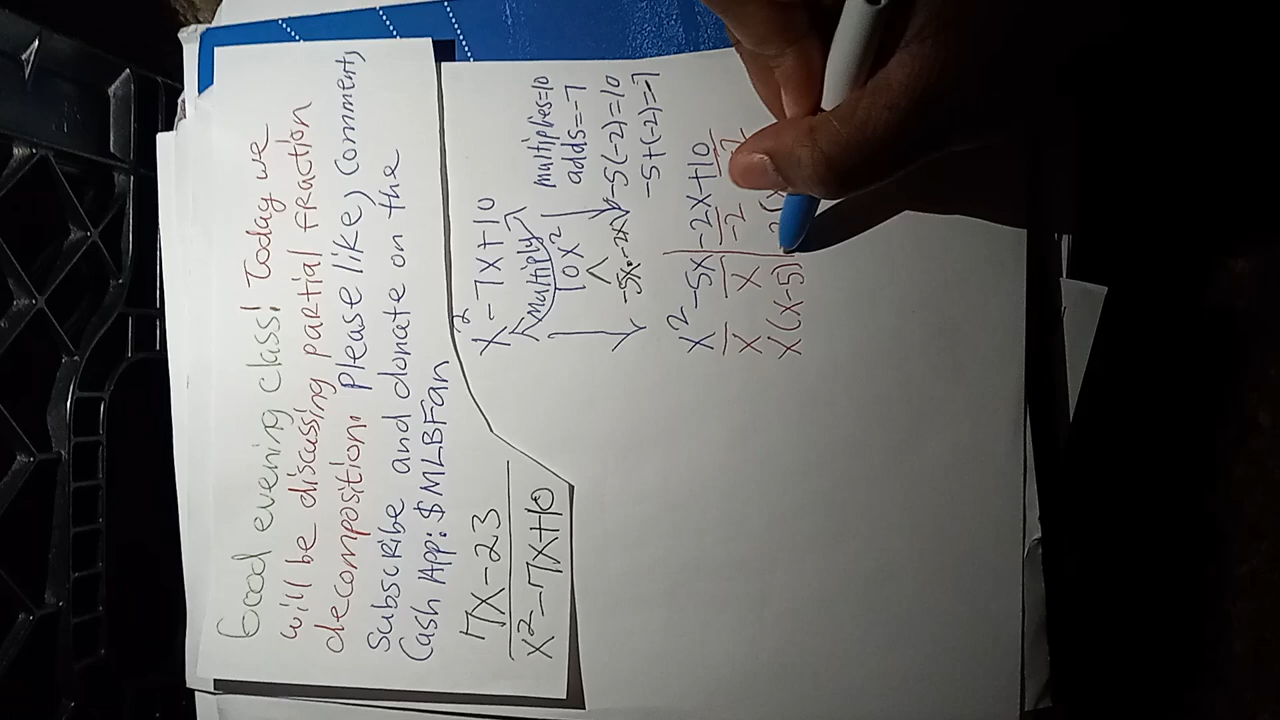 Good evening class! Today we
will be discussing partial fraction
decomposition. Please like, comment,
subscribe and donate on the
Cash App: $MLBFan
7x-23
x²-7x+10
x²-7x+10
multiply
10x²
multiplies=10
adds=-7
-5x·-2x
-5(-2)=10
-5+(-2)=-7
x²-5x|-2x+10
x x -2
x(x-5)